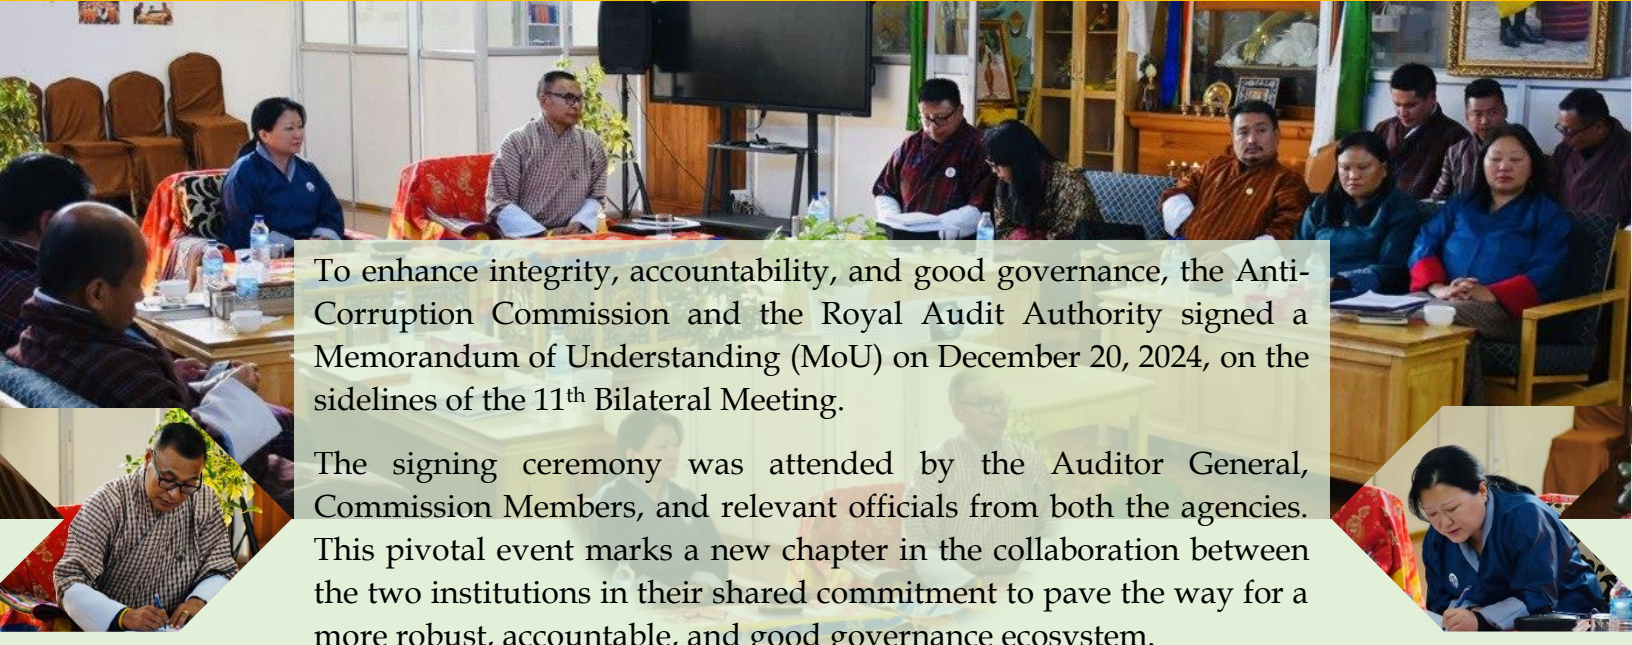 To enhance integrity, accountability, and good governance, the Anti-
Corruption Commission and the Royal Audit Authority signed a
Memorandum of Understanding (MoU) on December 20, 2024, on the
sidelines of the 11th Bilateral Meeting.
The signing ceremony was attended by the Auditor General,
Commission Members, and relevant officials from both the agencies.
This pivotal event marks a new chapter in the collaboration between
the two institutions in their shared commitment to pave the way for a
more robust, accountable, and good governance ecosystem.